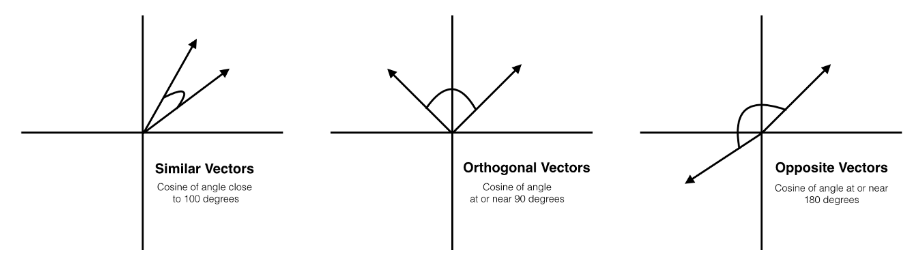 Similar Vectors
Cosine of angle close
to 100 degrees
Orthogonal Vectors
Cosine of angle
at or near 90 degrees
Opposite Vectors
Cosine of angle at or near
180 degrees